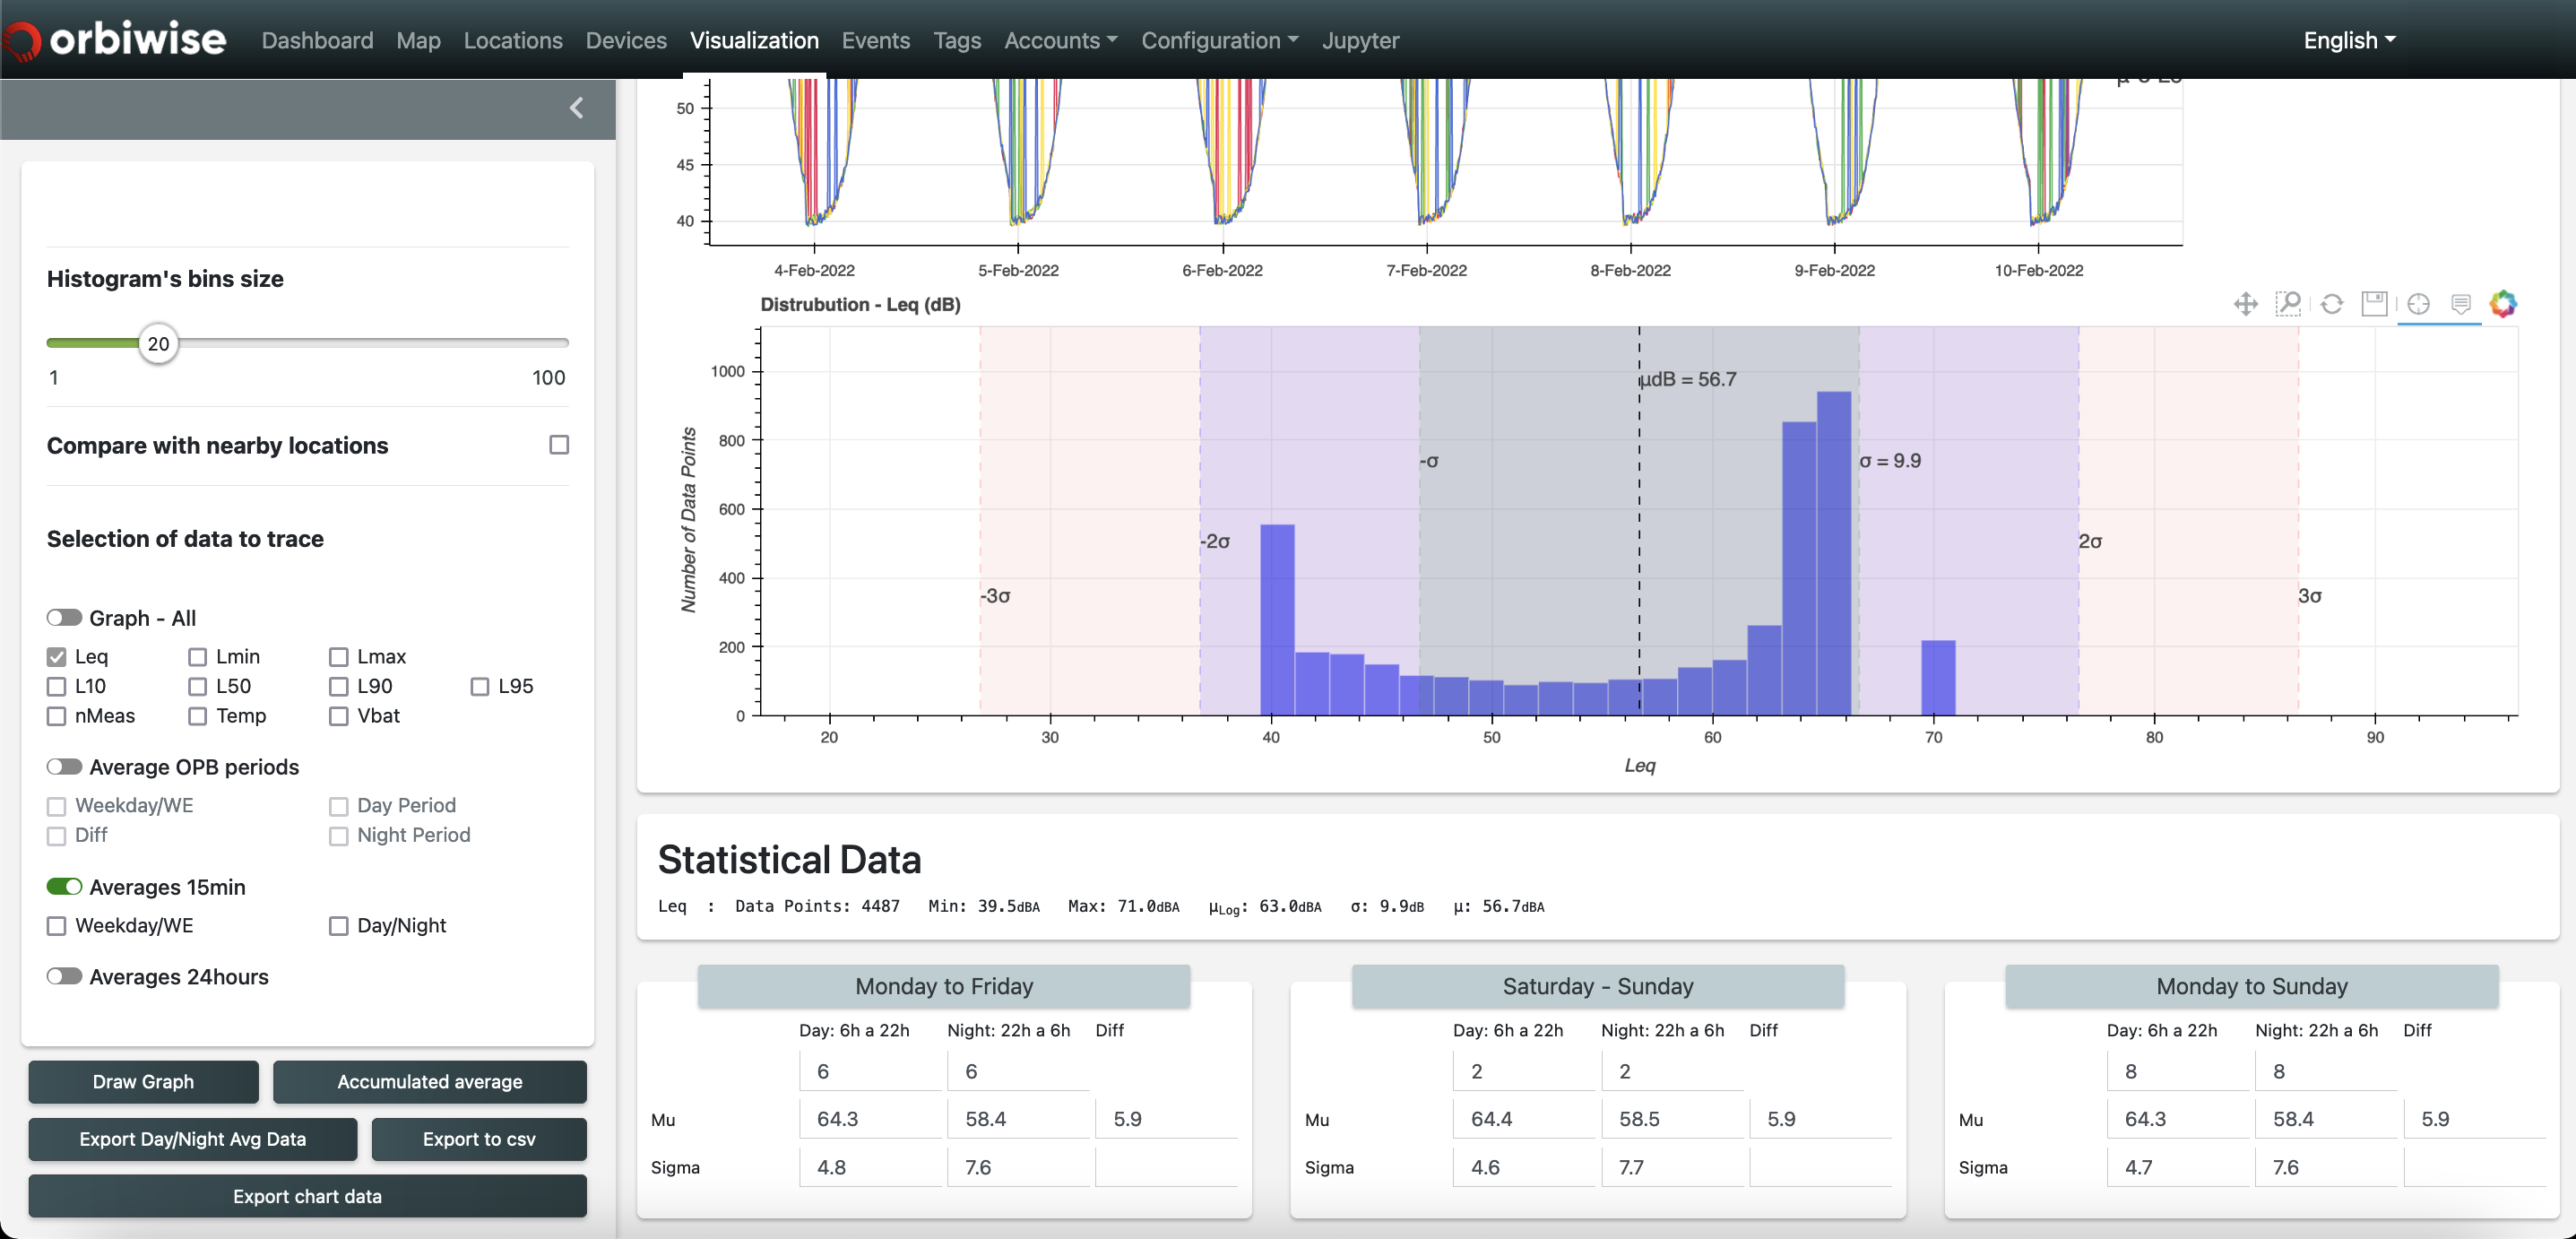 orbiwise Dashboard Map Locations Devices Visualization Events Tags Accounts Configuration Jupyter English
Histogram's bins size
20
1 100
Compare with nearby locations
Selection of data to trace
Graph - All
Leq Lmin Lmax
L10 L50 L90 L95
nMeas Temp Vbat
Average OPB periods
Weekday/WE Day Period
Diff Night Period
Averages 15min
Weekday/WE Day/Night
Averages 24hours
Draw Graph Accumulated average
Export Day/Night Avg Data Export to csv
Export chart data
50
45
40
4-Feb-2022 5-Feb-2022 6-Feb-2022 7-Feb-2022 8-Feb-2022 9-Feb-2022 10-Feb-2022
Distrubution - Leq (dB)
Number of Data Points
1000
800
600
400
200
0
μdB = 56.7
-σ
σ = 9.9
-2σ
2σ
-3σ
3σ
20 30 40 50 60 70 80 90
Leq
Statistical Data
Leq : Data Points: 4487 Min: 39.5dBA Max: 71.0dBA μLog: 63.0dBA σ: 9.9dB μ: 56.7dBA
Monday to Friday
Day: 6h a 22h Night: 22h a 6h Diff
6 6
Mu 64.3 58.4 5.9
Sigma 4.8 7.6
Saturday - Sunday
Day: 6h a 22h Night: 22h a 6h Diff
2 2
Mu 64.4 58.5 5.9
Sigma 4.6 7.7
Monday to Sunday
Day: 6h a 22h Night: 22h a 6h Diff
8 8
Mu 64.3 58.4 5.9
Sigma 4.7 7.6